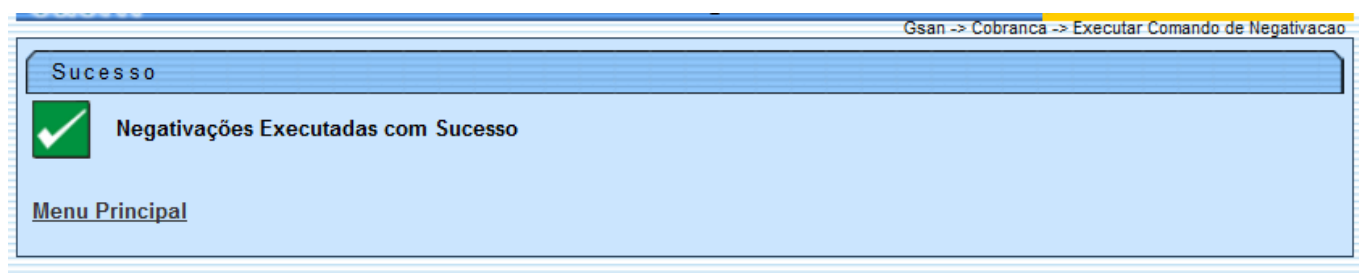 Gsan -> Cobranca -> Executar Comando de Negativacao
Sucesso
Negativações Executadas com Sucesso
Menu Principal